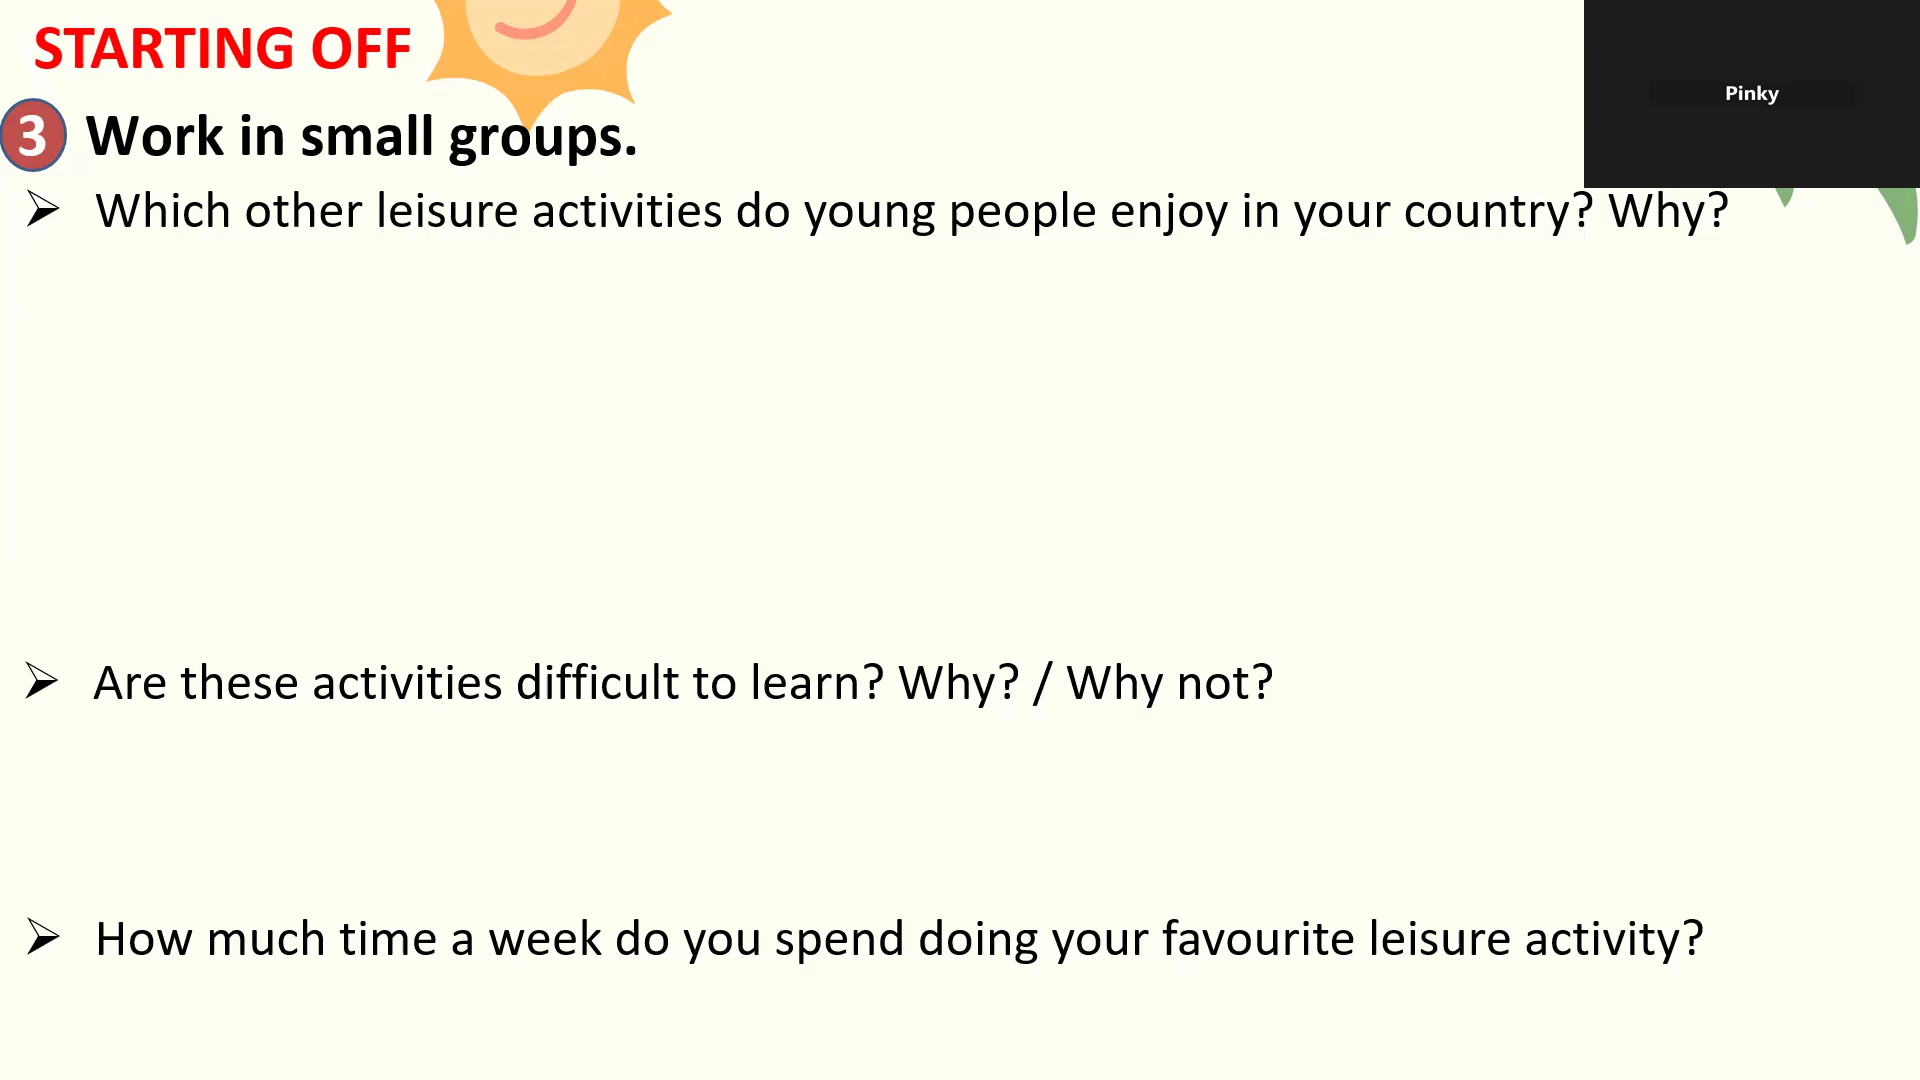 STARTING OFF
Pinky
3 Work in small groups.
Which other leisure activities do young people enjoy in your country? Why?
Are these activities difficult to learn? Why? / Why not?
How much time a week do you spend doing your favourite leisure activity?